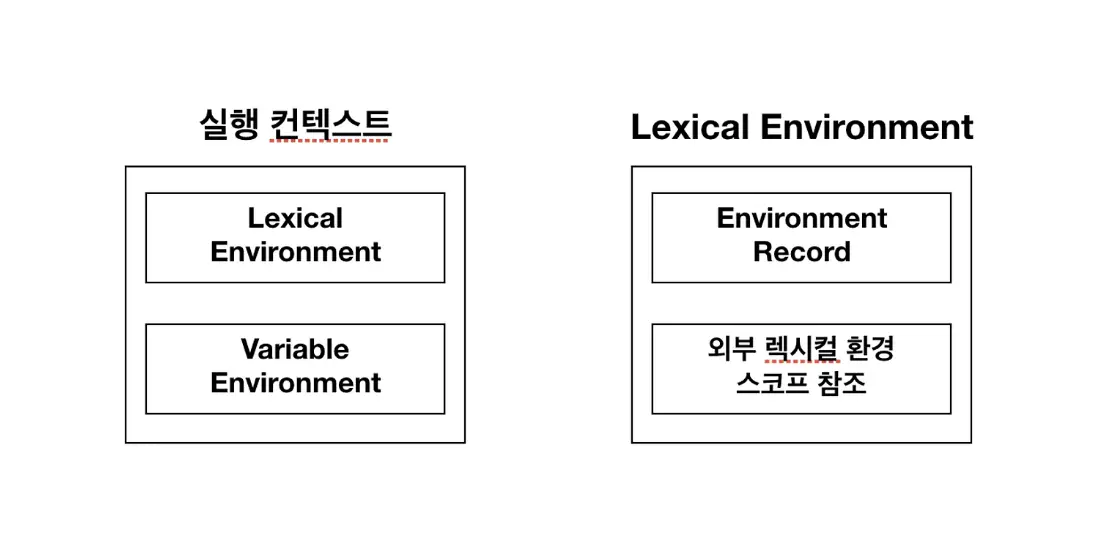 실행 컨텍스트
Lexical
Environment
Variable
Environment
Lexical Environment
Environment
Record
외부 렉시컬 환경
스코프 참조